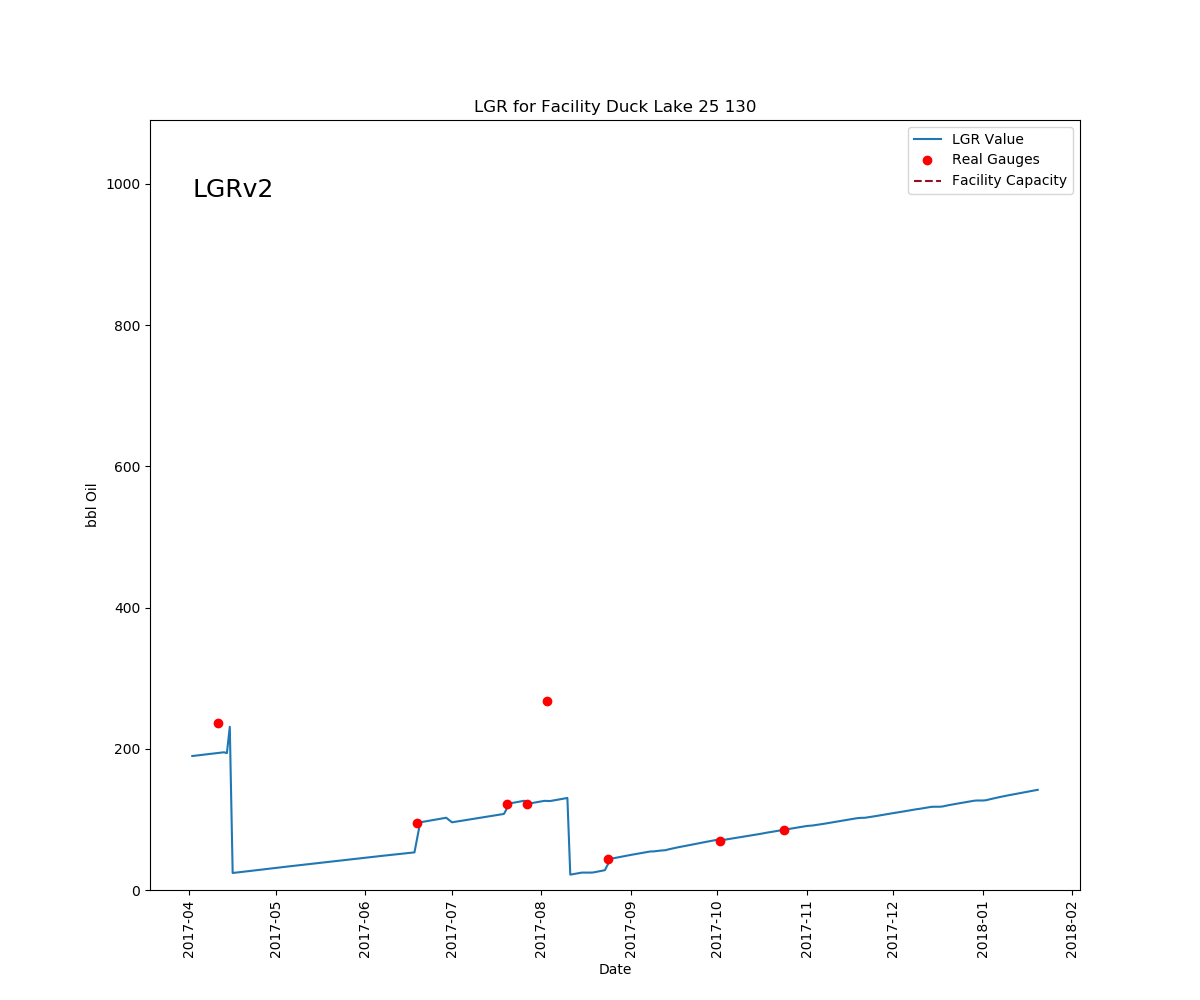 LGR for Facility Duck Lake 25 130
LGRv2
LGR Value
Real Gauges
Facility Capacity
bbl Oil
1000
800
600
400
200
0
2017-04
2017-05
2017-06
2017-07
2017-08
2017-09
2017-10
2017-11
2017-12
2018-01
2018-02
Date